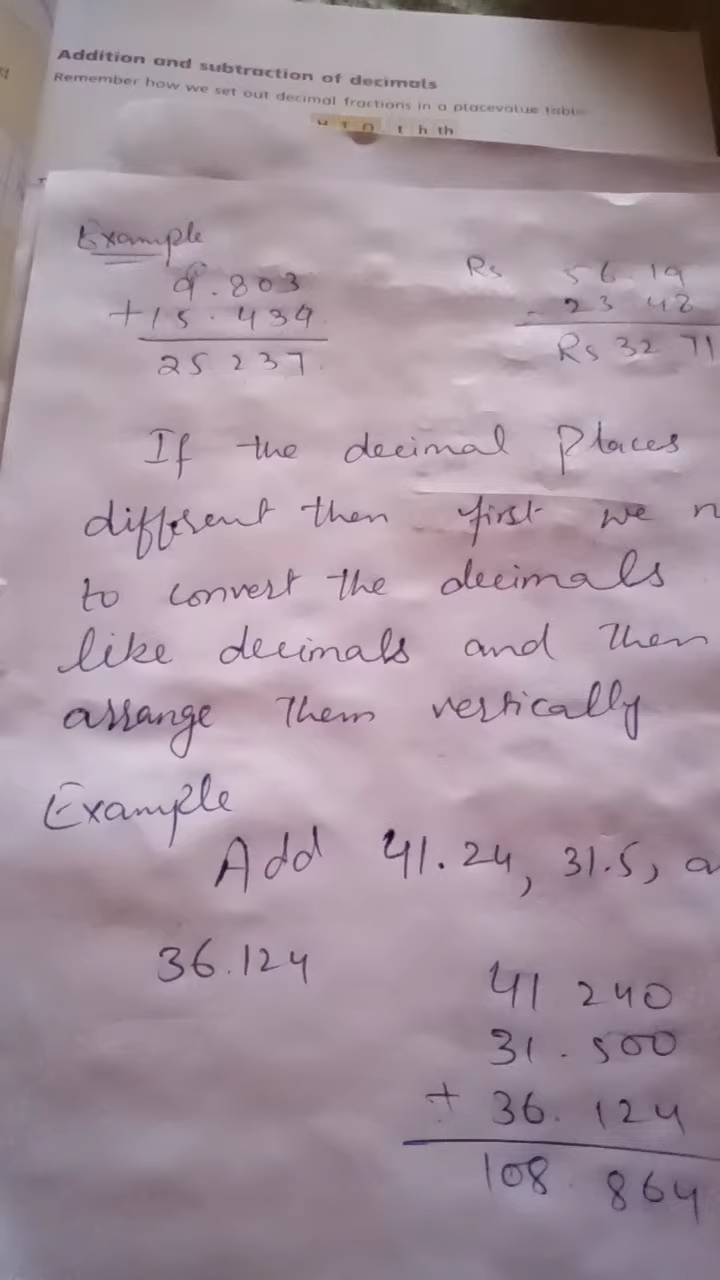 Addition and subtraction of decimals
Remember how we set out decimal fractions in a placevalue table
t h th
Example
9.803
+15.434
25 237
Rs 56.19
- 23 48
Rs 32 71
If the decimal Places
different then first we n
to convert the decimals
like decimals and then
arrange them vertically
Example
Add 41.24, 31.5, a
36.124
41 240
31.500
+ 36.124
108.864